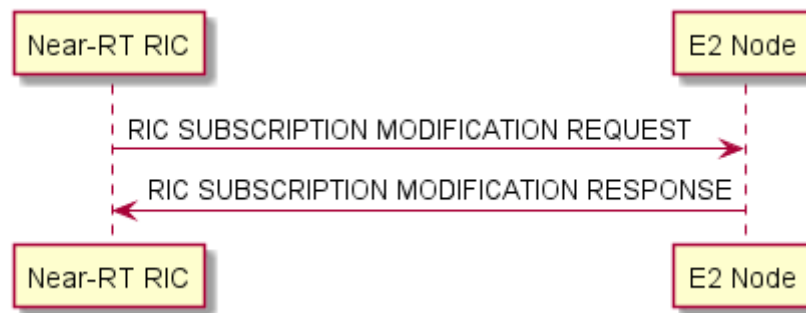 Near-RT RIC
E2 Node
RIC SUBSCRIPTION MODIFICATION REQUEST
RIC SUBSCRIPTION MODIFICATION RESPONSE
Near-RT RIC
E2 Node